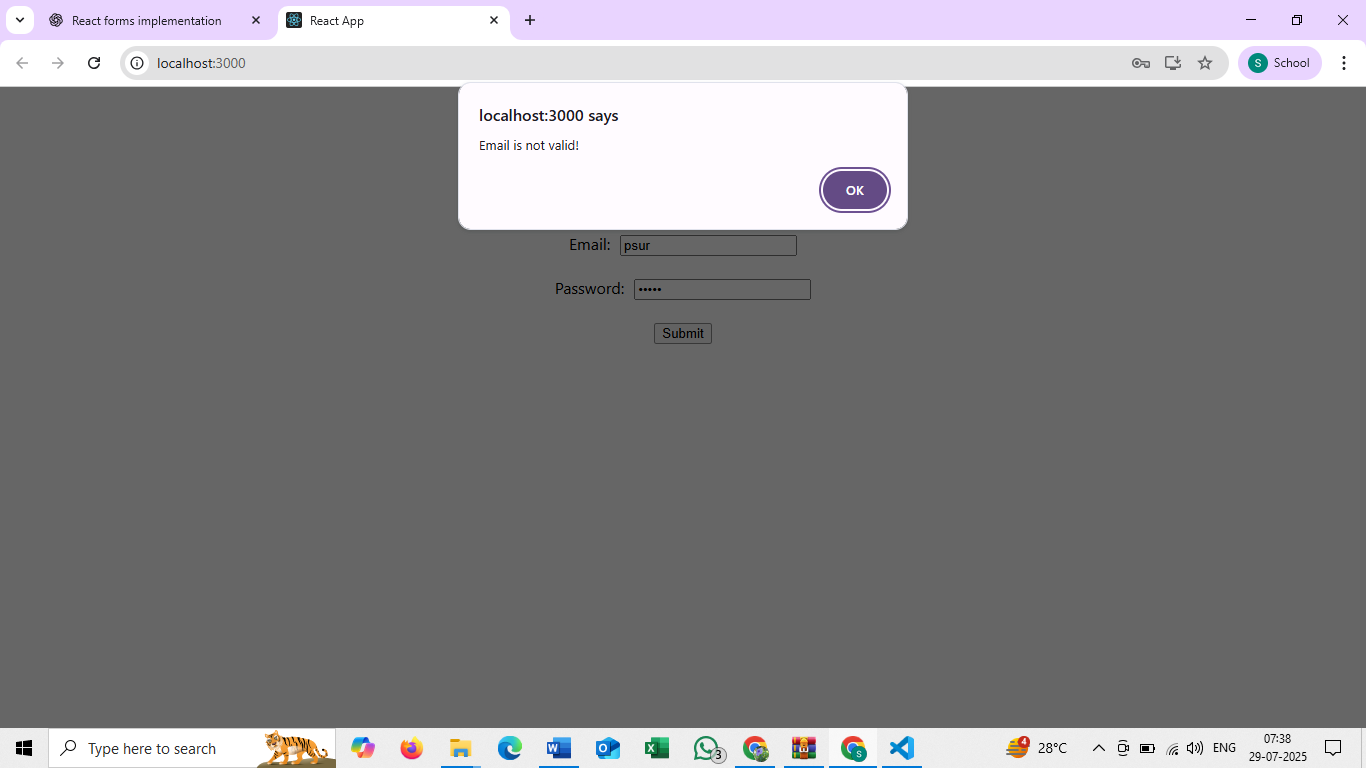 React forms implementation
React App
localhost:3000
S
School
localhost:3000 says
Email is not valid!
OK
Email: psur
Password: •••••
Submit
Type here to search
3
S
4
28°C
ENG
07:38
29-07-2025